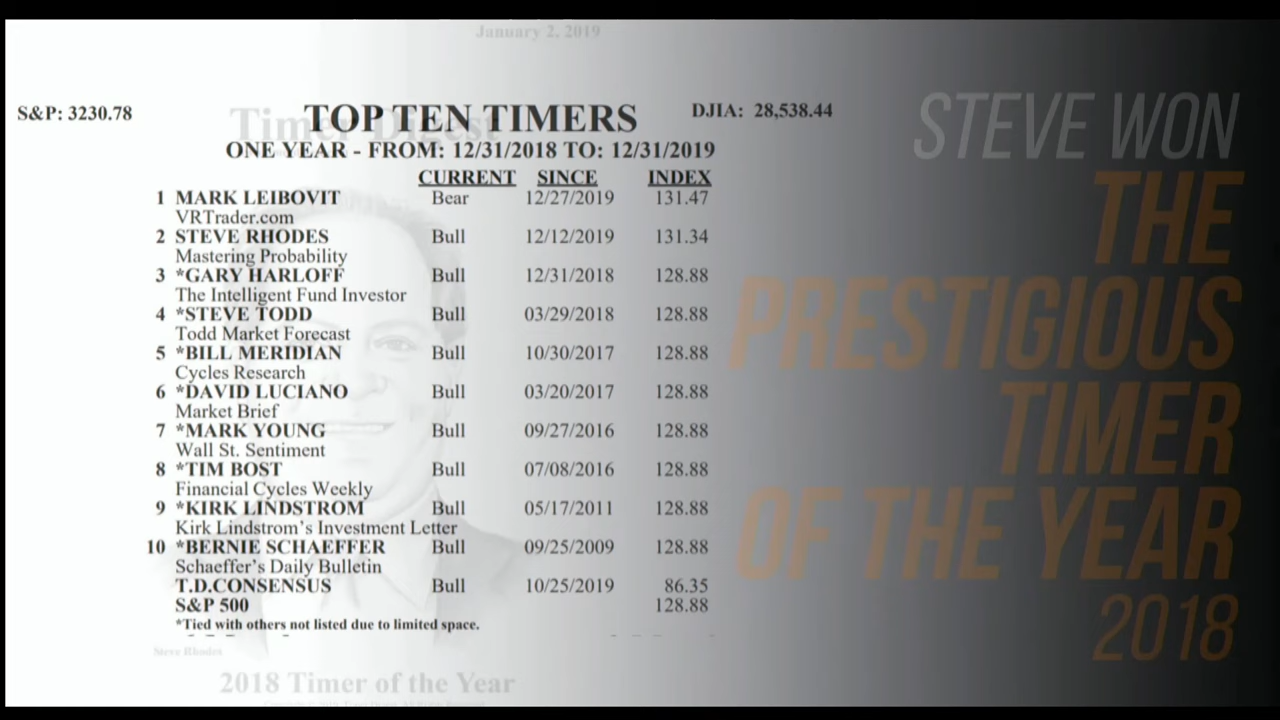 January 2, 2019
Timer Digest
S&P: 3230.78
TOP TEN TIMERS
DJIA: 28,538.44
ONE YEAR - FROM: 12/31/2018 TO: 12/31/2019
CURRENT SINCE INDEX
1 MARK LEIBOVIT Bear 12/27/2019 131.47
VRTrader.com
2 STEVE RHODES Bull 12/12/2019 131.34
Mastering Probability
3 *GARY HARLOFF Bull 12/31/2018 128.88
The Intelligent Fund Investor
4 *STEVE TODD Bull 03/29/2018 128.88
Todd Market Forecast
5 *BILL MERIDIAN Bull 10/30/2017 128.88
Cycles Research
6 *DAVID LUCIANO Bull 03/20/2017 128.88
Market Brief
7 *MARK YOUNG Bull 09/27/2016 128.88
Wall St. Sentiment
8 *TIM BOST Bull 07/08/2016 128.88
Financial Cycles Weekly
9 *KIRK LINDSTROM Bull 05/17/2011 128.88
Kirk Lindstrom's Investment Letter
10 *BERNIE SCHAEFFER Bull 09/25/2009 128.88
Schaeffer's Daily Bulletin
T.D.CONSENSUS Bull 10/25/2019 86.35
S&P 500 128.88
*Tied with others not listed due to limited space.
Steve Rhodes
2018 Timer of the Year
STEVE WON
THE
PRESTIGIOUS
TIMER
OF THE YEAR
2018